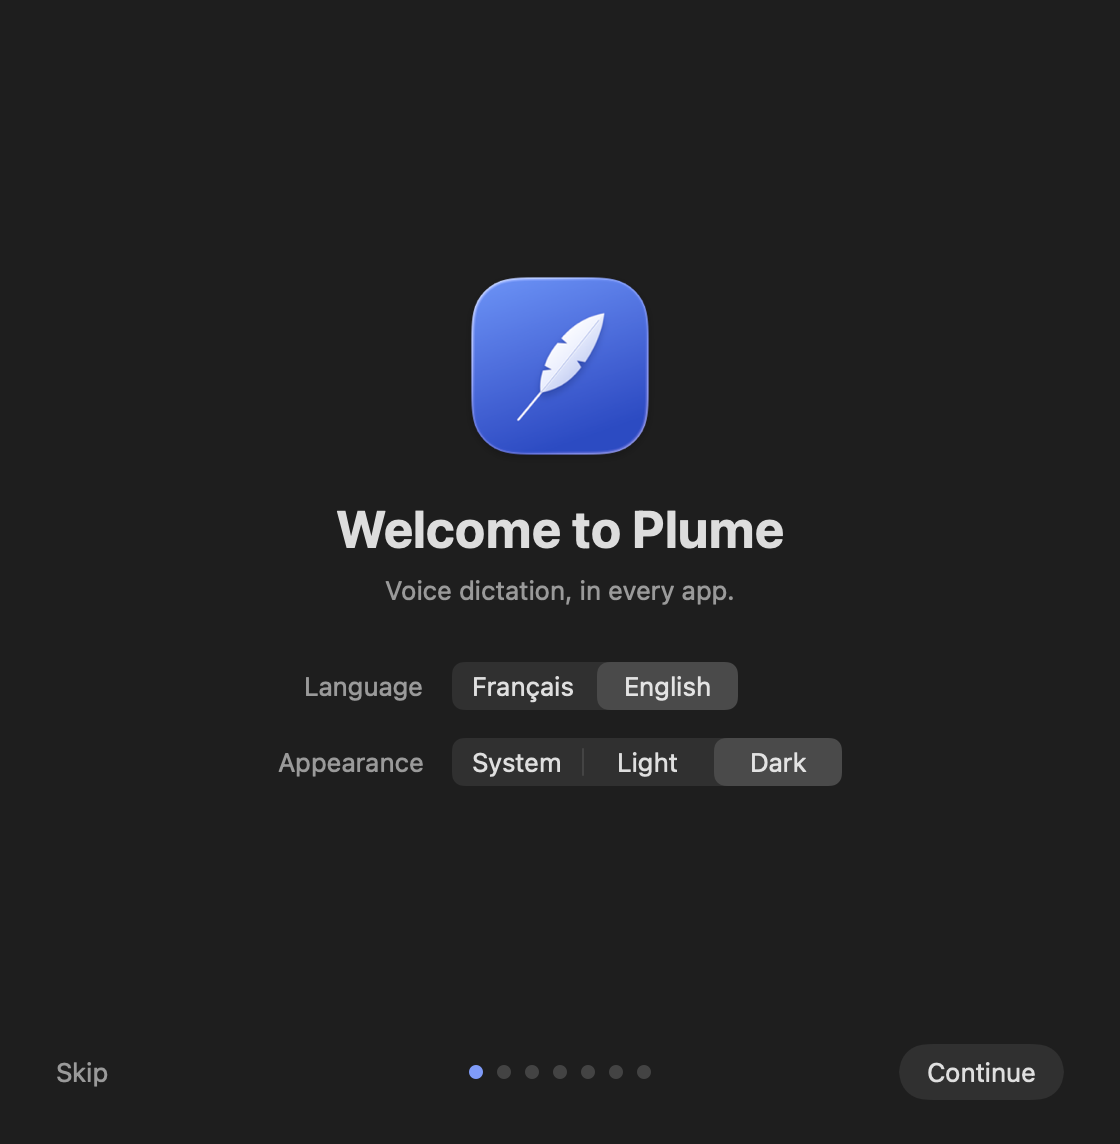 Welcome to Plume
Voice dictation, in every app.
Language Français English
Appearance System Light Dark
Skip Continue